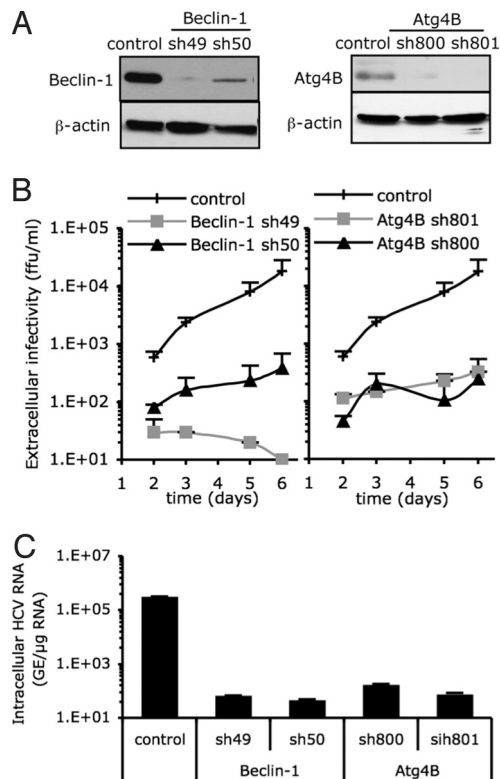 A
Beclin-1
control sh49 sh50
Beclin-1
β-actin
Atg4B
control sh800 sh801
Atg4B
β-actin
B
control
Beclin-1 sh49
Beclin-1 sh50
control
Atg4B sh801
Atg4B sh800
Extracellular infectivity (ffu/ml)
1.E+05
1.E+04
1.E+03
1.E+02
1.E+01
1 2 3 5 6
time (days)
1 2 3 5 6
time (days)
C
Intracellular HCV RNA
(GE/µg RNA)
1.E+07
1.E+05
1.E+03
1.E+01
control sh49 sh50 sh800 sih801
Beclin-1 Atg4B